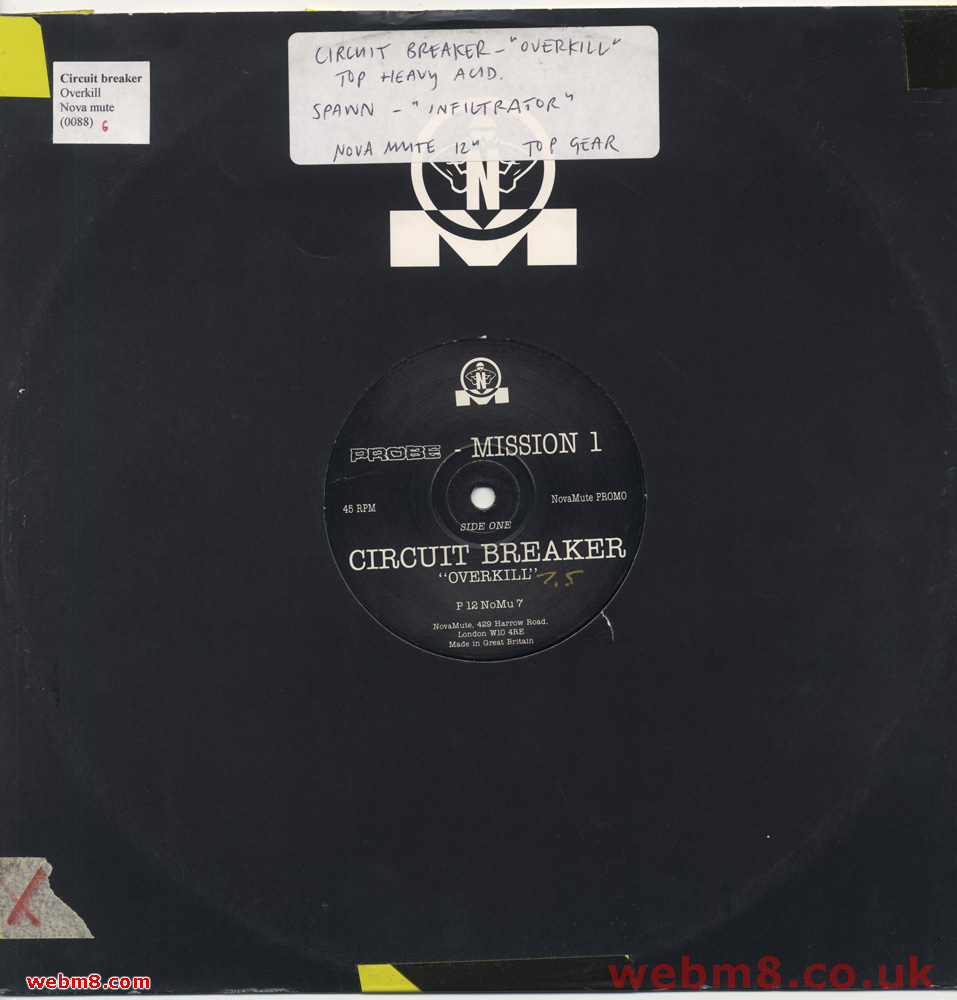 Circuit breaker
Overkill
Nova mute
(0088) 6
CIRCUIT BREAKER - "OVERKILL"
TOP HEAVY ACID.
SPAWN - "INFILTRATOR"
NOVA MUTE 12" TOP GEAR
N
M
N
M
PROBE - MISSION 1
45 RPM
NovaMute PROMO
SIDE ONE
CIRCUIT BREAKER
"OVERKILL" 7.5
P 12 NoMu 7
NovaMute, 429 Harrow Road,
London W10 4RE
Made in Great Britain
X
webm8.com
webm8.co.uk